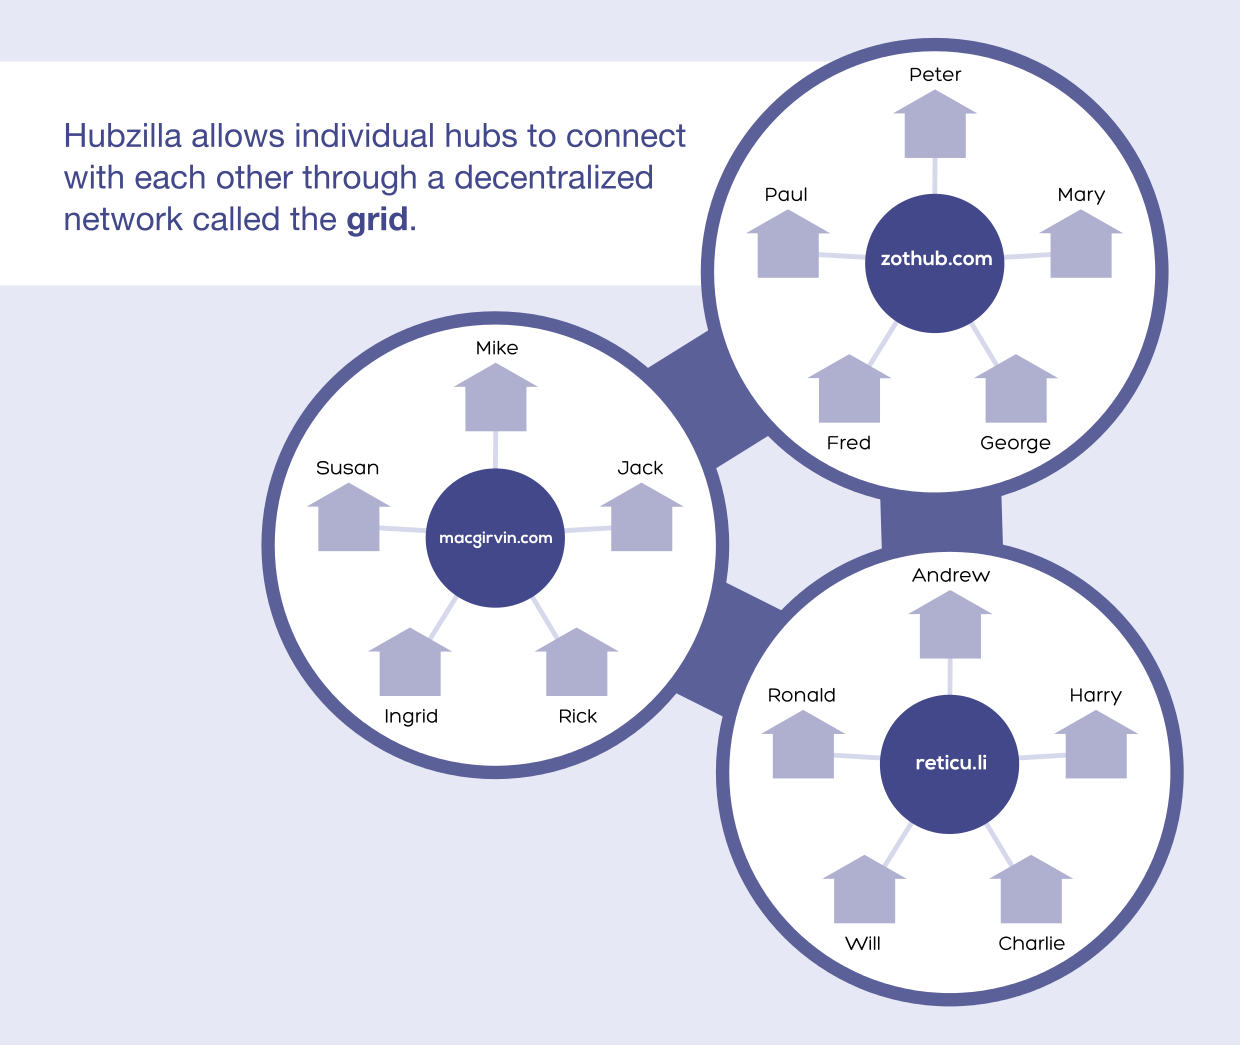 Hubzilla allows individual hubs to connect
with each other through a decentralized
network called the grid.
Peter
Paul
Mary
zothub.com
Fred
George
Mike
Susan
Jack
macgirvin.com
Ingrid
Rick
Andrew
Ronald
Harry
reticu.li
Will
Charlie